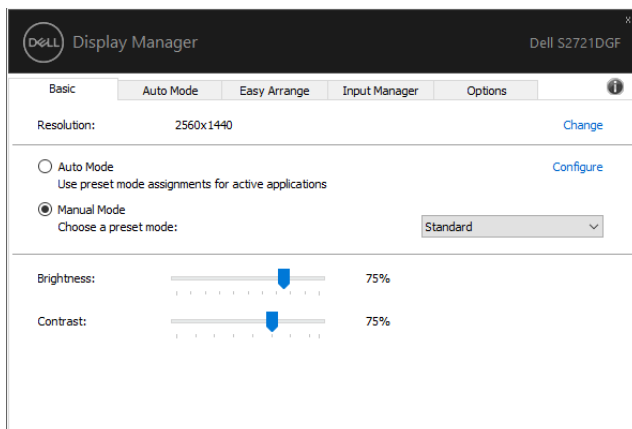 x
DELL Display Manager Dell S2721DGF
Basic Auto Mode Easy Arrange Input Manager Options i
Resolution: 2560x1440 Change
Auto Mode Configure
Use preset mode assignments for active applications
Manual Mode
Choose a preset mode: Standard
Brightness: 75%
Contrast: 75%